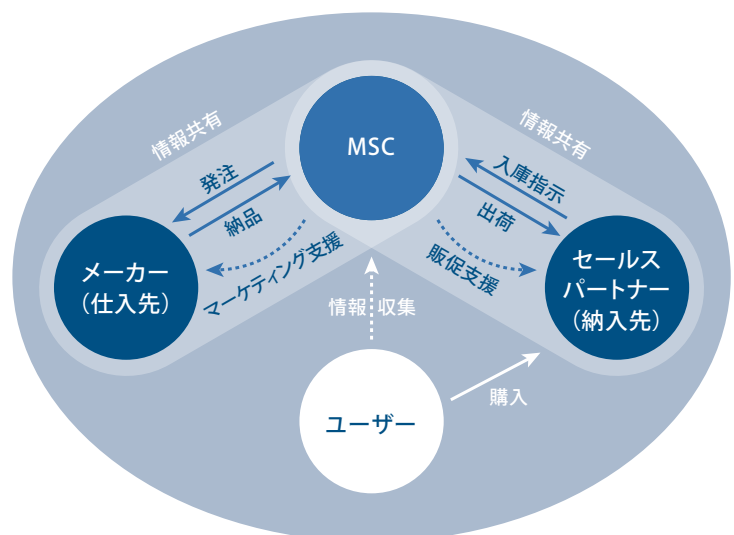 MSC
情報共有
情報共有
発注
納品
マーケティング支援
入庫指示
出荷
販促支援
メーカー
（仕入先）
セールス
パートナー
（納入先）
情報 収集
購入
ユーザー